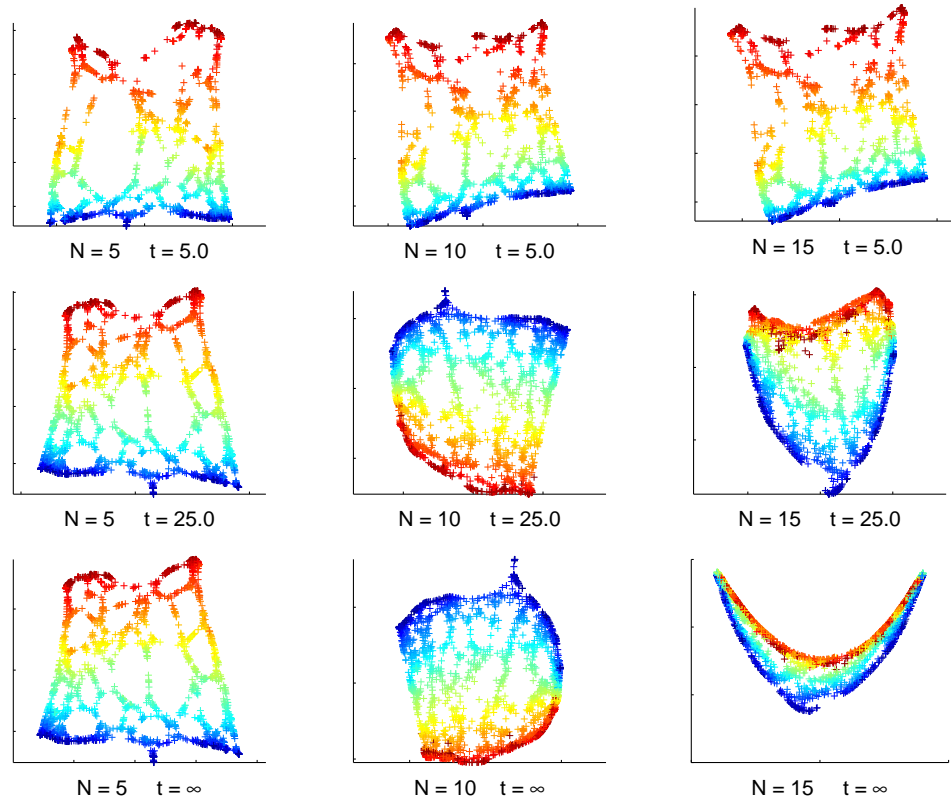 N = 5 t = 5.0
N = 10 t = 5.0
N = 15 t = 5.0
N = 5 t = 25.0
N = 10 t = 25.0
N = 15 t = 25.0
N = 5 t = ∞
N = 10 t = ∞
N = 15 t = ∞